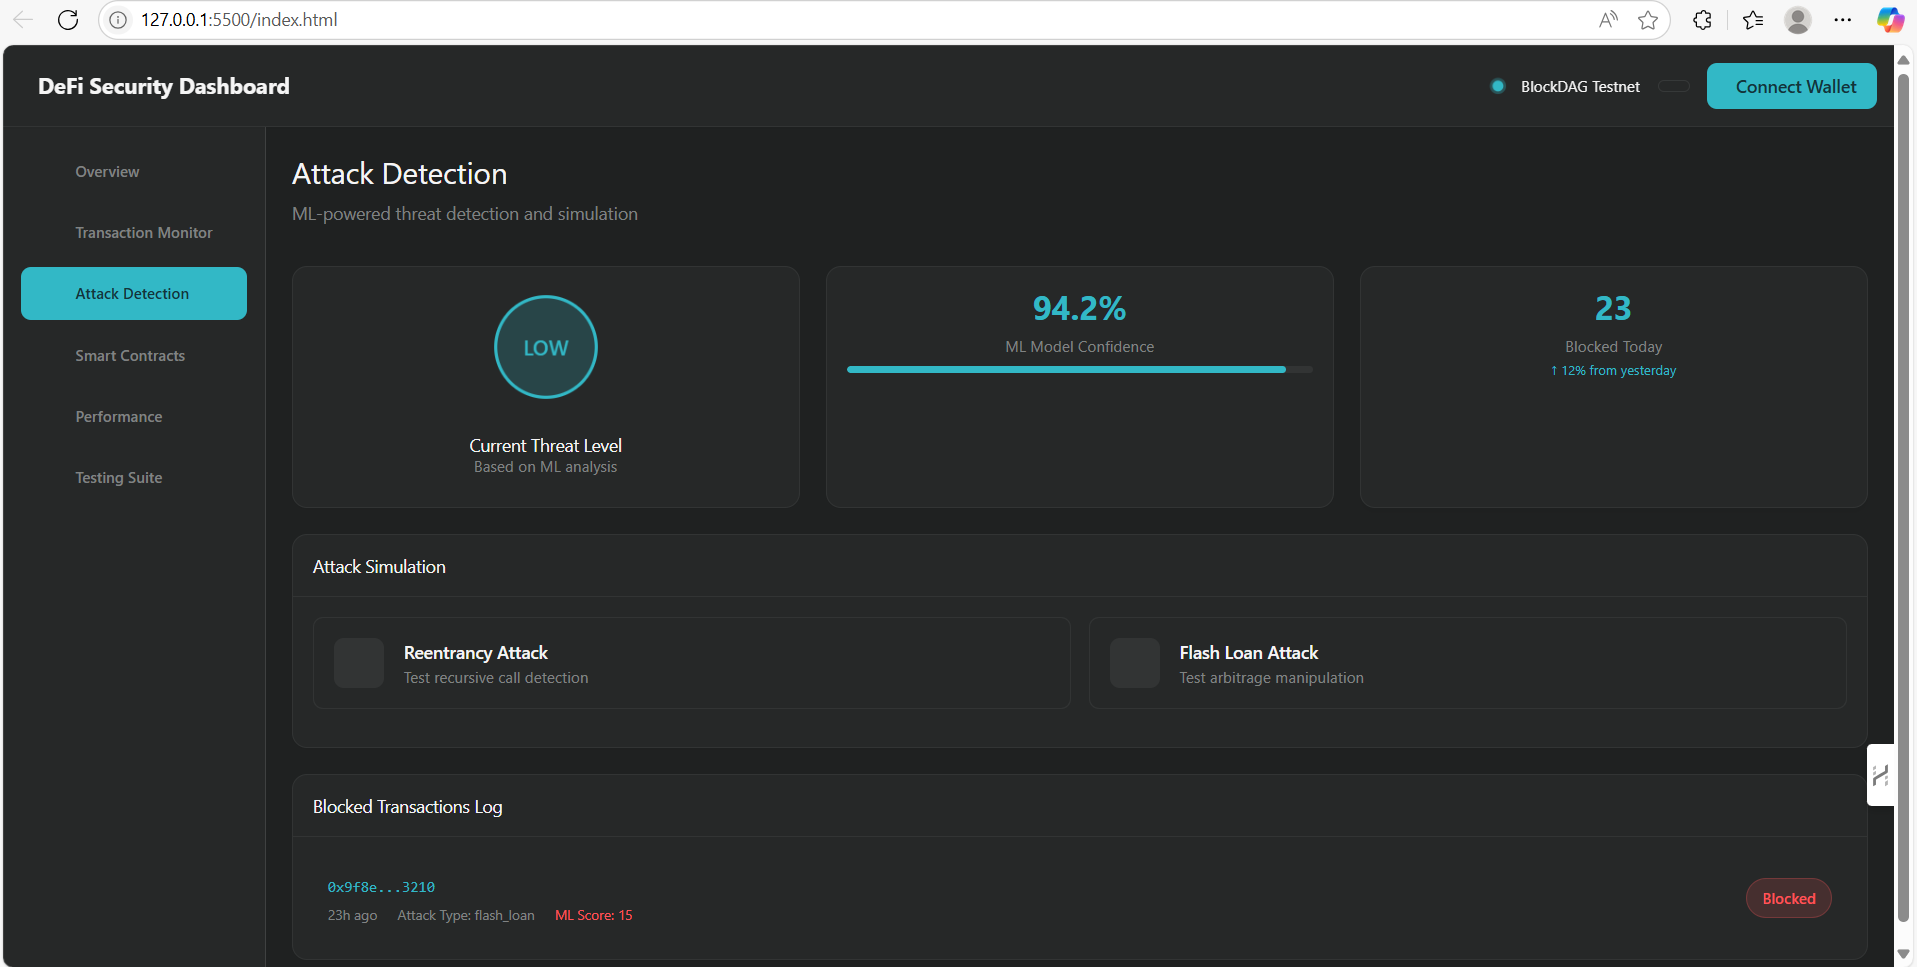 127.0.0.1:5500/index.html
DeFi Security Dashboard
BlockDAG Testnet
Connect Wallet
Overview
Transaction Monitor
Attack Detection
Smart Contracts
Performance
Testing Suite
Attack Detection
ML-powered threat detection and simulation
LOW
Current Threat Level
Based on ML analysis
94.2%
ML Model Confidence
23
Blocked Today
↑ 12% from yesterday
Attack Simulation
Reentrancy Attack
Test recursive call detection
Flash Loan Attack
Test arbitrage manipulation
Blocked Transactions Log
0x9f8e...3210
23h ago Attack Type: flash_loan ML Score: 15
Blocked